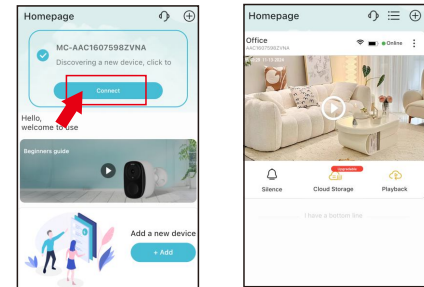 Homepage
MC-AAC1607598ZVNA
Discovering a new device, click to
Connect
Hello,
welcome to use
Beginners guide
Add a new device
+ Add
Homepage
Office
AAC1607598ZVNA
Online
Silence
Cloud Storage
Playback
I have a bottom line